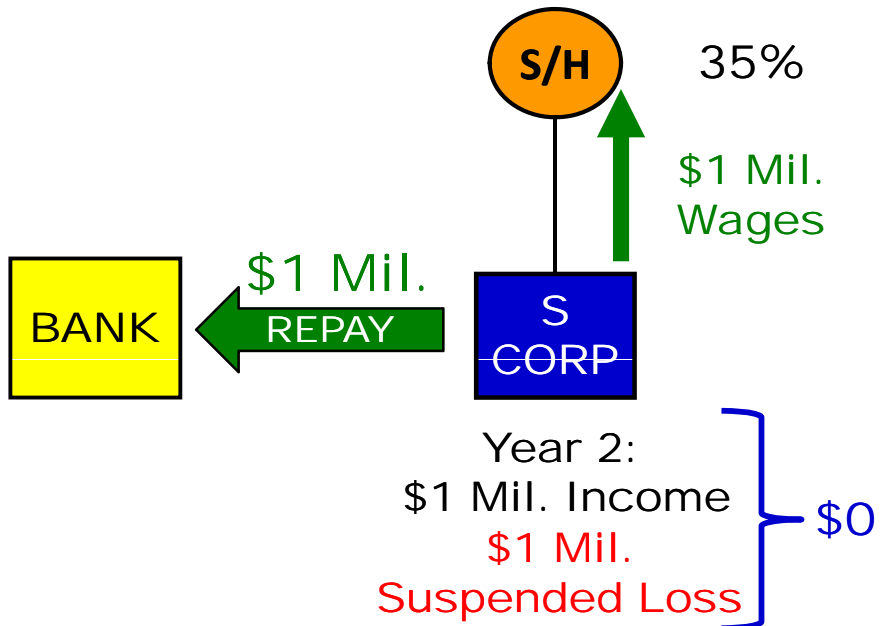 S/H
35%
$1 Mil.
Wages
$1 Mil.
BANK
REPAY
S
CORP
Year 2:
$1 Mil. Income
$1 Mil.
Suspended Loss
$0